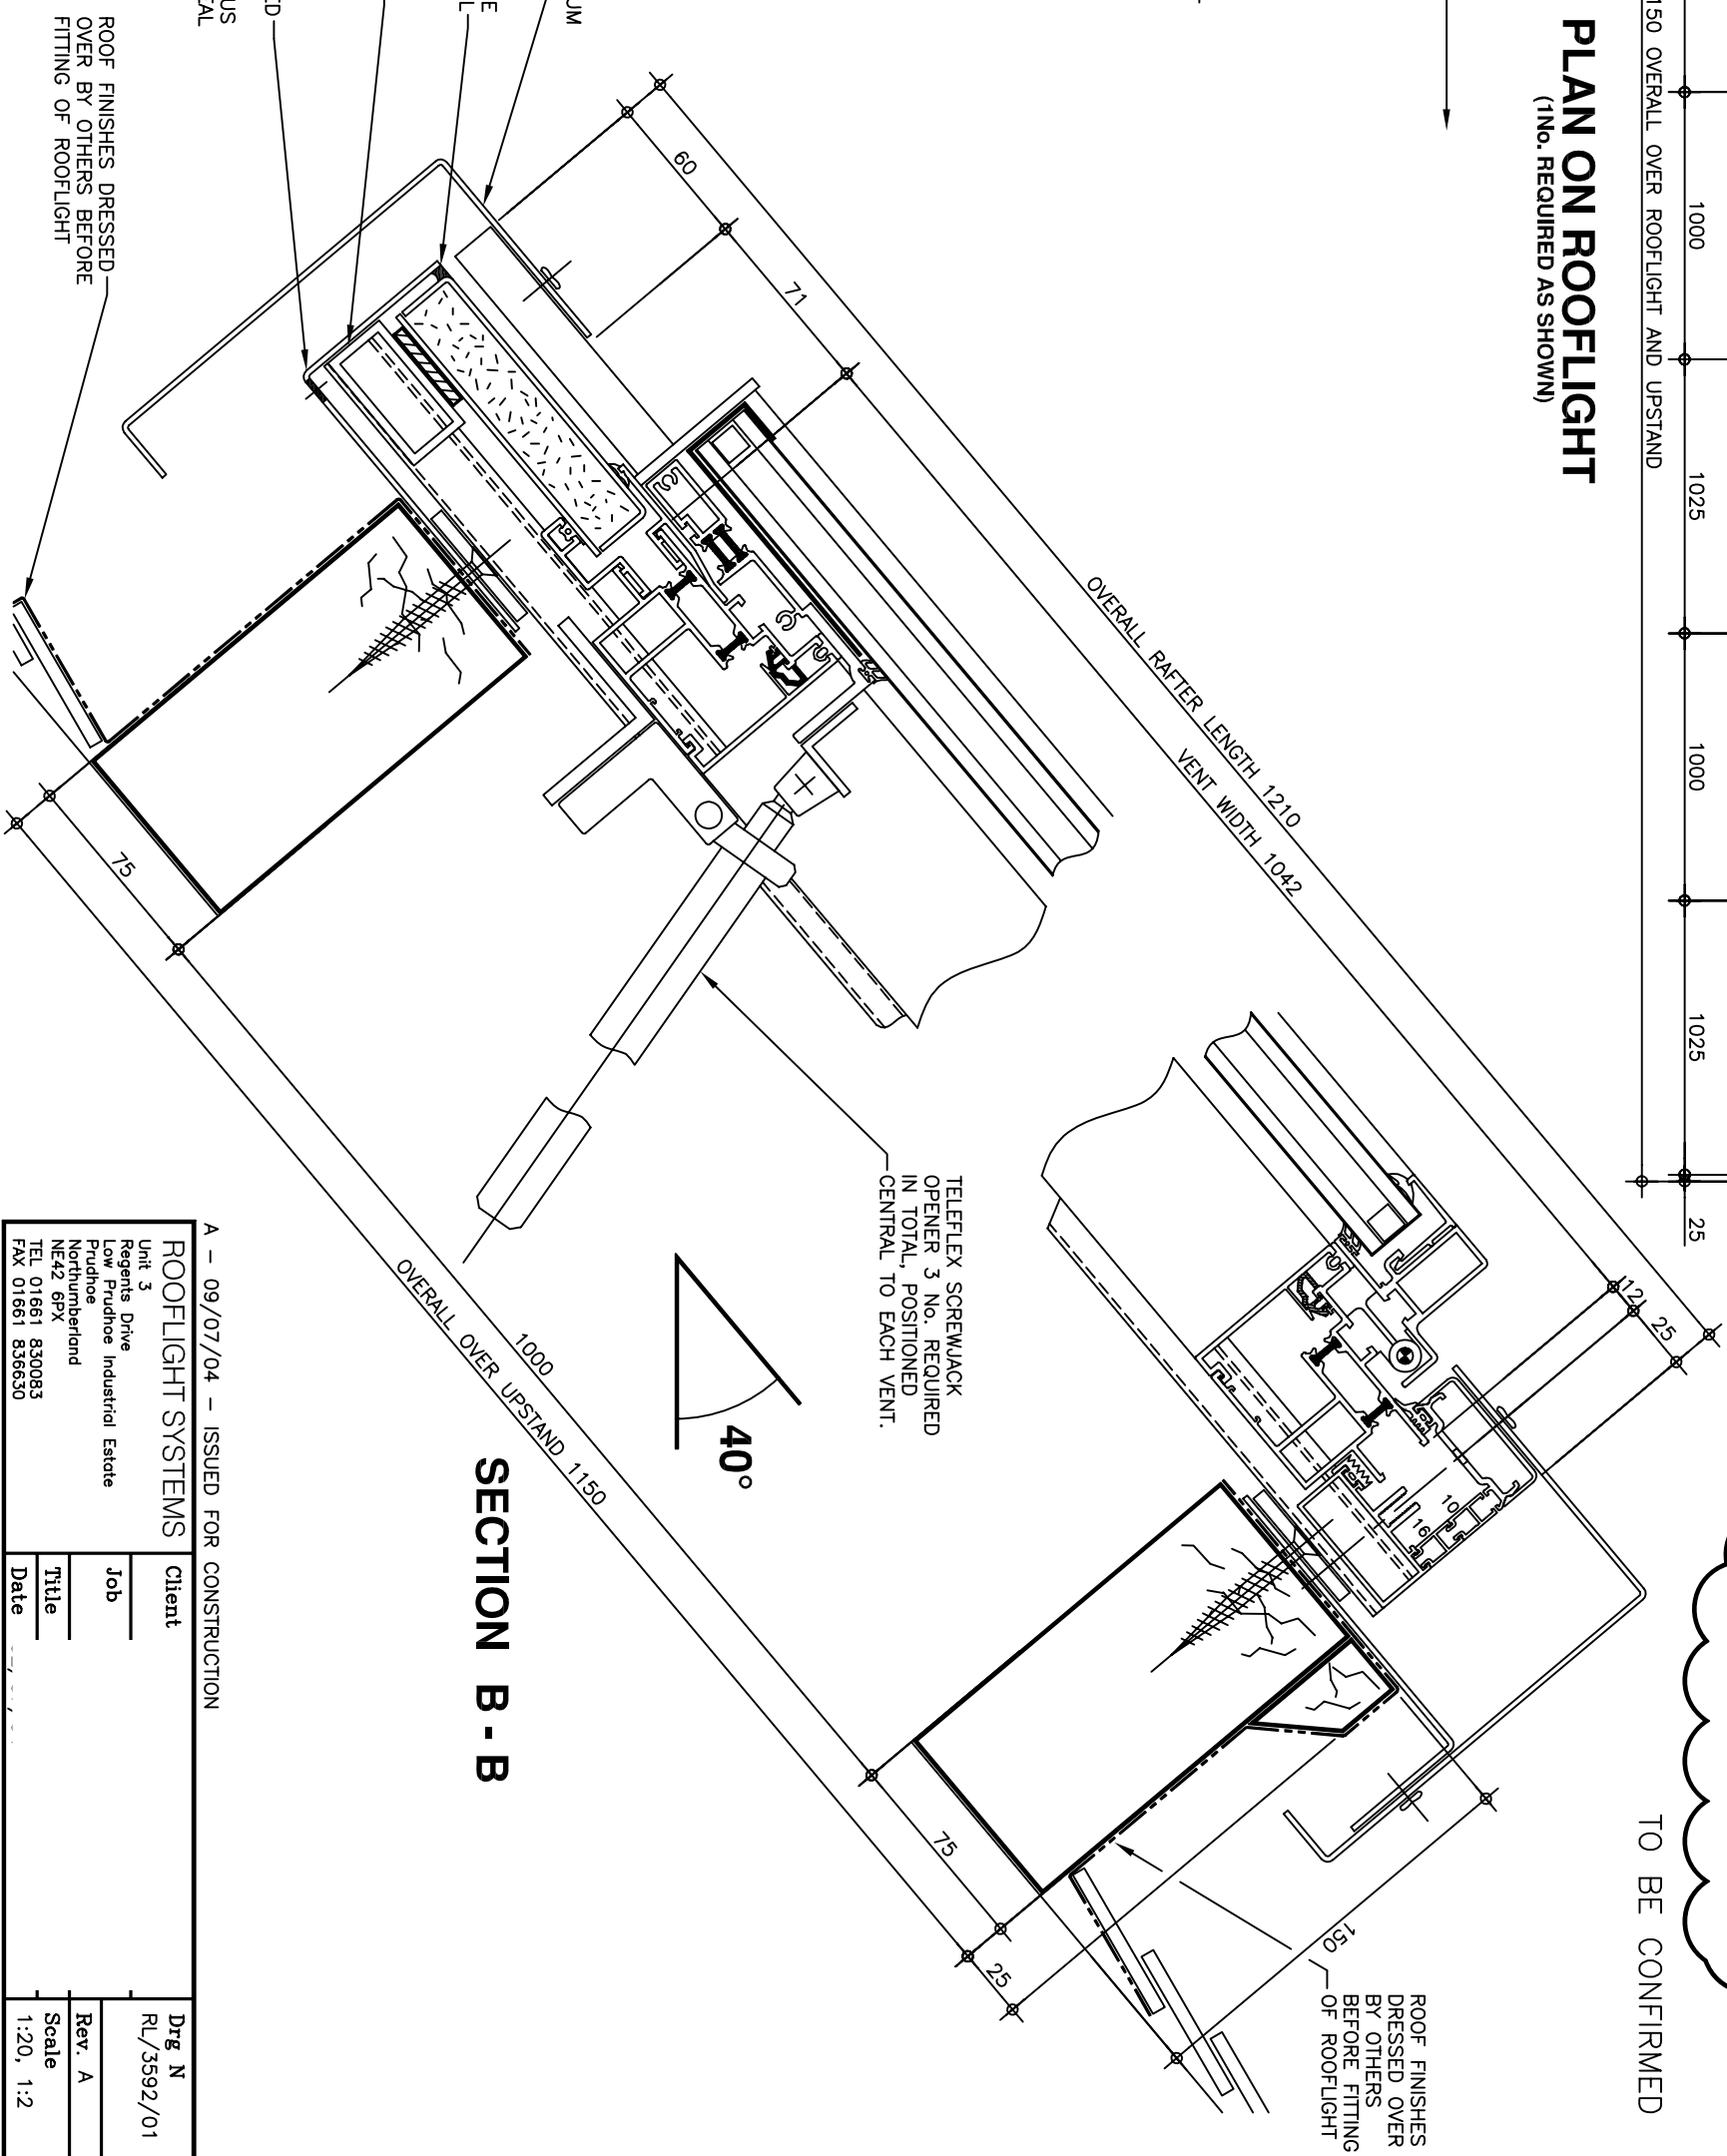 150 OVERALL OVER ROOFLIGHT AND UPSTAND
1000
1025
1000
1025
25
PLAN ON ROOFLIGHT
(1No. REQUIRED AS SHOWN)
TO BE CONFIRMED
UM
E
L
ED
US
CAL
ROOF FINISHES DRESSED
OVER BY OTHERS BEFORE
FITTING OF ROOFLIGHT
60
71
OVERALL RAFTER LENGTH 1210
VENT WIDTH 1042
12
25
10
16
75
TELEFLEX SCREWJACK
OPENER 3 No. REQUIRED
IN TOTAL, POSITIONED
CENTRAL TO EACH VENT.
40°
1000
OVERALL OVER UPSTAND 1150
75
25
150
ROOF FINISHES
DRESSED OVER
BY OTHERS
BEFORE FITTING
OF ROOFLIGHT
SECTION B - B
A - 09/07/04 - ISSUED FOR CONSTRUCTION
ROOFLIGHT SYSTEMS
Unit 3
Regents Drive
Low Prudhoe Industrial Estate
Prudhoe
Northumberland
NE42 6PX
TEL 01661 830083
FAX 01661 836630
Client
Job
Title
Date
Drg N
RL/3592/01
Rev. A
Scale
1:20, 1:2